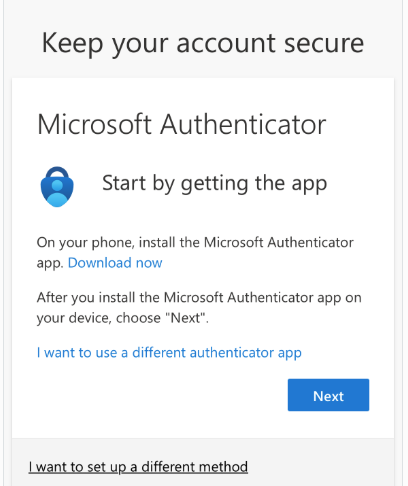 Keep your account secure
Microsoft Authenticator
Start by getting the app
On your phone, install the Microsoft Authenticator
app. Download now
After you install the Microsoft Authenticator app on
your device, choose "Next".
I want to use a different authenticator app
Next
I want to set up a different method